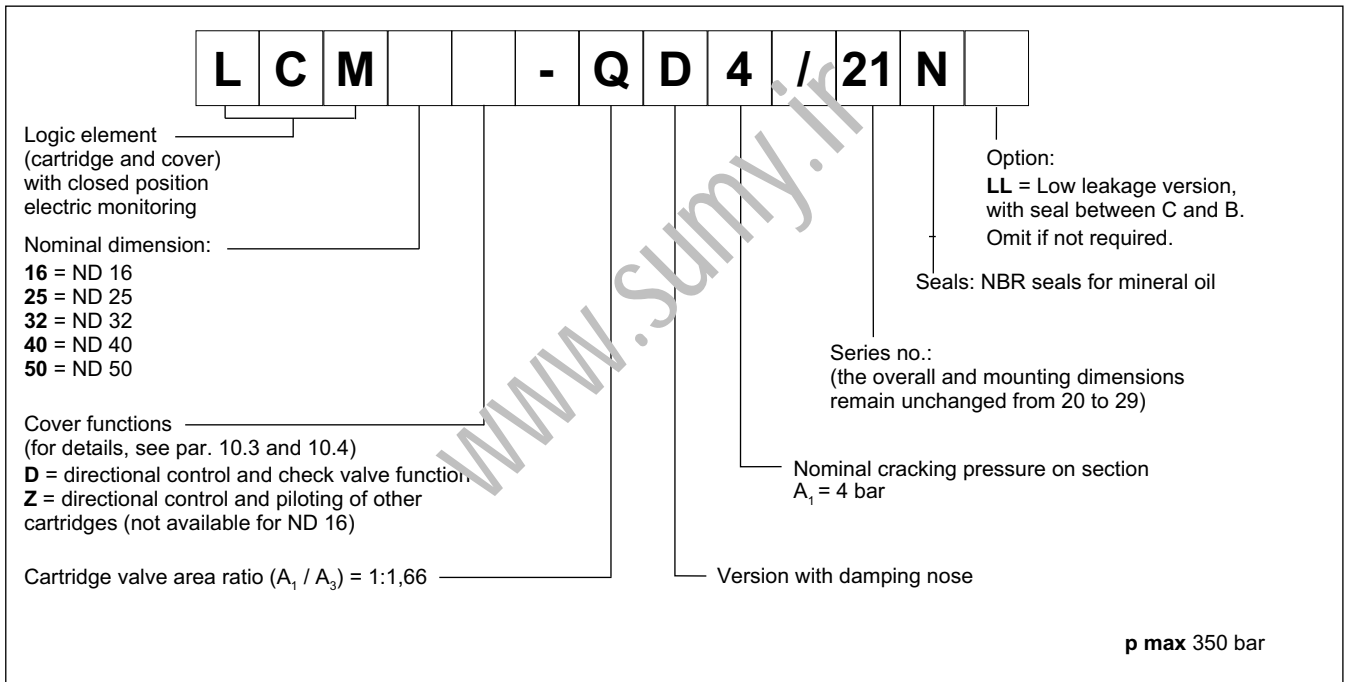 L C M - Q D 4 / 21 N
Logic element
(cartridge and cover)
with closed position
electric monitoring
Nominal dimension:
16 = ND 16
25 = ND 25
32 = ND 32
40 = ND 40
50 = ND 50
Cover functions
(for details, see par. 10.3 and 10.4)
D = directional control and check valve function
Z = directional control and piloting of other
cartridges (not available for ND 16)
Cartridge valve area ratio (A₁ / A₃) = 1:1,66
Option:
LL = Low leakage version,
with seal between C and B.
Omit if not required.
Seals: NBR seals for mineral oil
Series no.:
(the overall and mounting dimensions
remain unchanged from 20 to 29)
Nominal cracking pressure on section
A₁ = 4 bar
Version with damping nose
p max 350 bar
www.sumy.ir